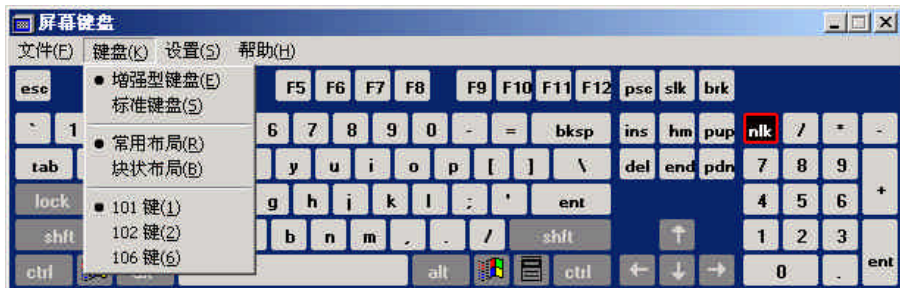 屏幕键盘
文件(F) 键盘(K) 设置(S) 帮助(H)
增强型键盘(E)
标准键盘(S)
常用布局(R)
块状布局(B)
101 键(1)
102 键(2)
106 键(6)
esc F5 F6 F7 F8 F9 F10 F11 F12 psc slk brk
` 1 6 7 8 9 0 - = bksp ins hm pup nlk / * -
tab y u i o p [ ] \ del end pdn 7 8 9 +
lock g h j k l ; ' ent 4 5 6
shft b n m , . / shft ↑ 1 2 3 ent
ctrl alt alt ctrl ← ↓ → 0 .